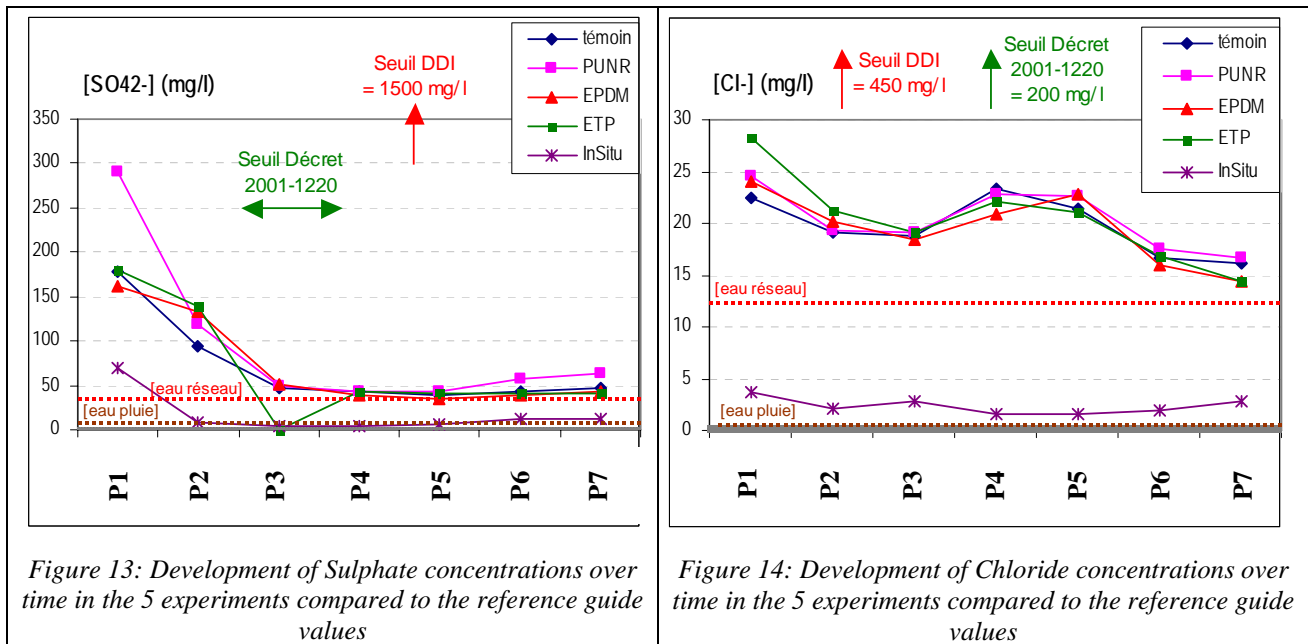 [SO42-] (mg/l)
Seuil DDI
= 1500 mg/l
Seuil Décret
2001-1220
témoin
PUNR
EPDM
ETP
InSitu
350
300
250
200
150
100
50
0
[eau réseau]
[eau pluie]
P1 P2 P3 P4 P5 P6 P7
Figure 13: Development of Sulphate concentrations over
time in the 5 experiments compared to the reference guide
values
[Cl-] (mg/l)
Seuil DDI
= 450 mg/l
Seuil Décret
2001-1220
= 200 mg/l
témoin
PUNR
EPDM
ETP
InSitu
30
25
20
15
10
5
0
[eau réseau]
[eau pluie]
P1 P2 P3 P4 P5 P6 P7
Figure 14: Development of Chloride concentrations over
time in the 5 experiments compared to the reference guide
values